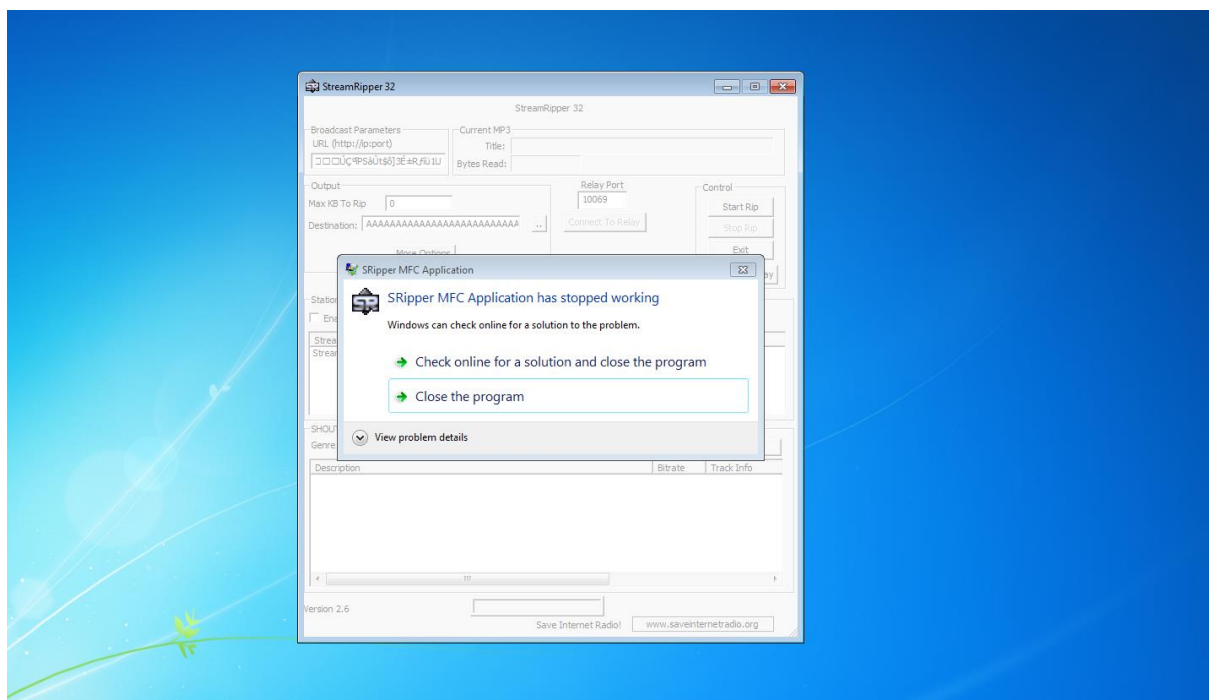 StreamRipper 32
StreamRipper 32
Broadcast Parameters
URL (http://ip:port)
Current MP3
Title:
Bytes Read:
Output
Max KB To Rip 0
Destination: AAAAAAAAAAAAAAAAAAAAAAAAAA ..
More Options
Relay Port
10069
Connect To Relay
Control
Start Rip
Stop Rip
Exit
SRipper MFC Application
SRipper MFC Application has stopped working
Windows can check online for a solution to the problem.
Check online for a solution and close the program
Close the program
View problem details
Description Bitrate Track Info
Version 2.6
Save Internet Radio! www.saveinternetradio.org